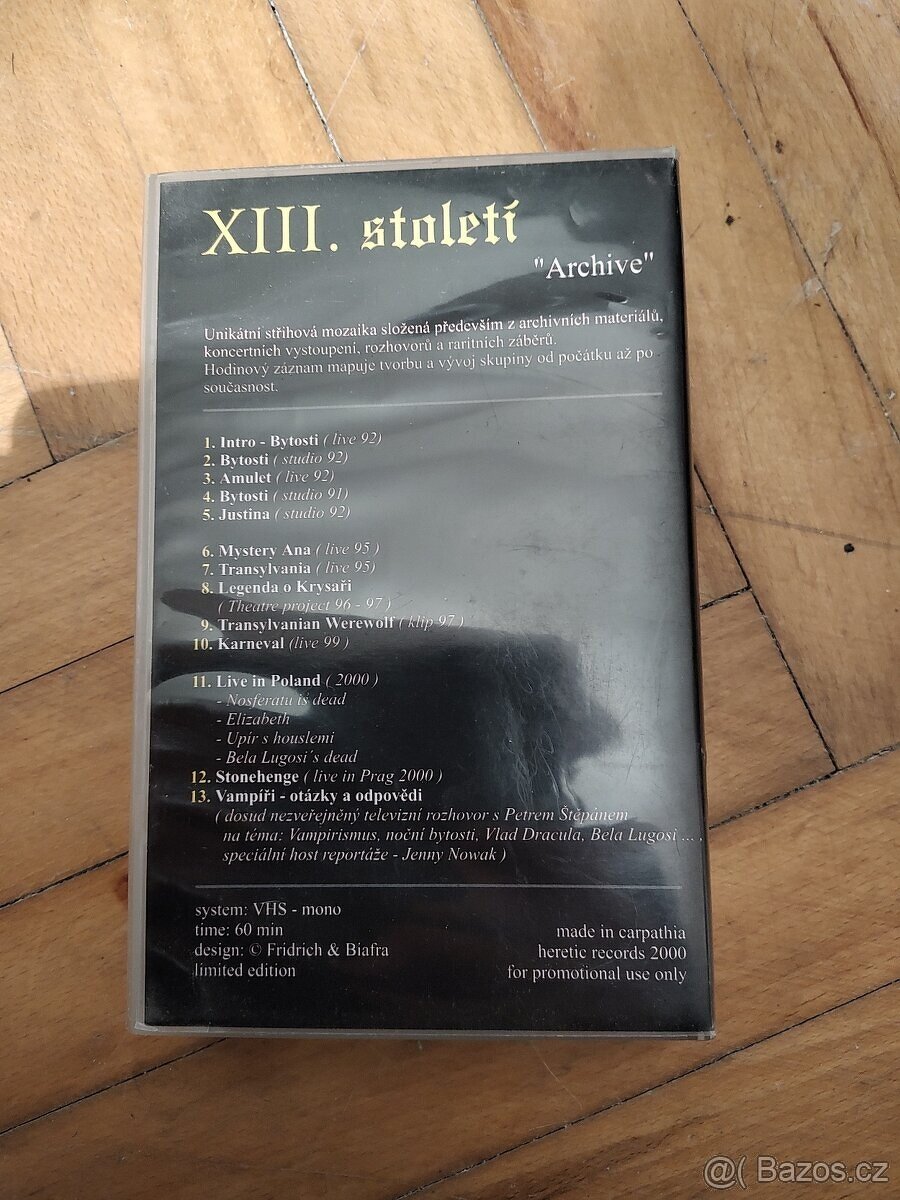 XIII. století
"Archive"
Unikátní střihová mozaika složená především z archivních materiálů,
koncertních vystoupení, rozhovorů a raritních záběrů.
Hodinový záznam mapuje tvorbu a vývoj skupiny od počátku až po
současnost.
1. Intro - Bytosti ( live 92)
2. Bytosti ( studio 92)
3. Amulet ( live 92)
4. Bytosti ( studio 91)
5. Justina ( studio 92)
6. Mystery Ana ( live 95 )
7. Transylvania ( live 95)
8. Legenda o Krysaři
( Theatre project 96 - 97 )
9. Transylvanian Werewolf ( klip 97 )
10. Karneval (live 99 )
11. Live in Poland ( 2000 )
- Nosferatu is dead
- Elizabeth
- Upír s houslemi
- Bela Lugosi´s dead
12. Stonehenge ( live in Prag 2000 )
13. Vampíři - otázky a odpovědi
( dosud nezveřejněný televizní rozhovor s Petrem Štěpánem
na téma: Vampirismus, noční bytosti, Vlad Dracula, Bela Lugosi ... ,
speciální host reportáže - Jenny Nowak )
system: VHS - mono
time: 60 min
design: © Fridrich & Biafra
limited edition
made in carpathia
heretic records 2000
for promotional use only
@( Bazos.cz